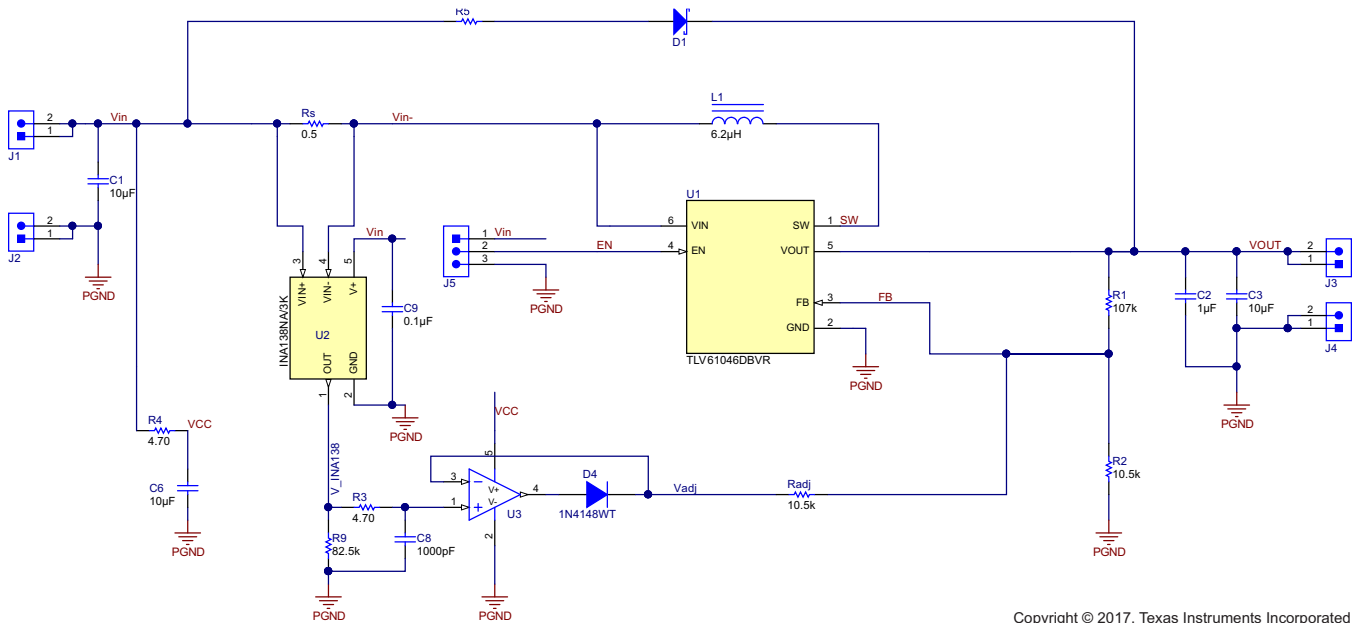 R5
D1
L1
6.2µH
2
1
J1
Vin
Rs
0.5
Vin-
C1
10µF
2
1
J2
PGND
Vin
3
4
5
VIN+
VIN-
V+
U2
INA138NA/3K
OUT
GND
1
2
C9
0.1µF
PGND
1
2
3
J5
Vin
EN
PGND
U1
6
VIN
4
EN
SW
1
SW
VOUT
5
FB
3
FB
GND
2
TLV61046DBVR
PGND
R1
107k
C2
1µF
C3
10µF
VOUT
2
1
J3
2
1
J4
PGND
R4
4.70
VCC
C6
10µF
PGND
V_INA138
R3
4.70
R9
82.5k
C8
1000pF
PGND
VCC
5
3
V+
V-
1
4
U3
2
PGND
D4
1N4148WT
Vadj
Radj
10.5k
R2
10.5k
PGND
Copyright © 2017, Texas Instruments Incorporated